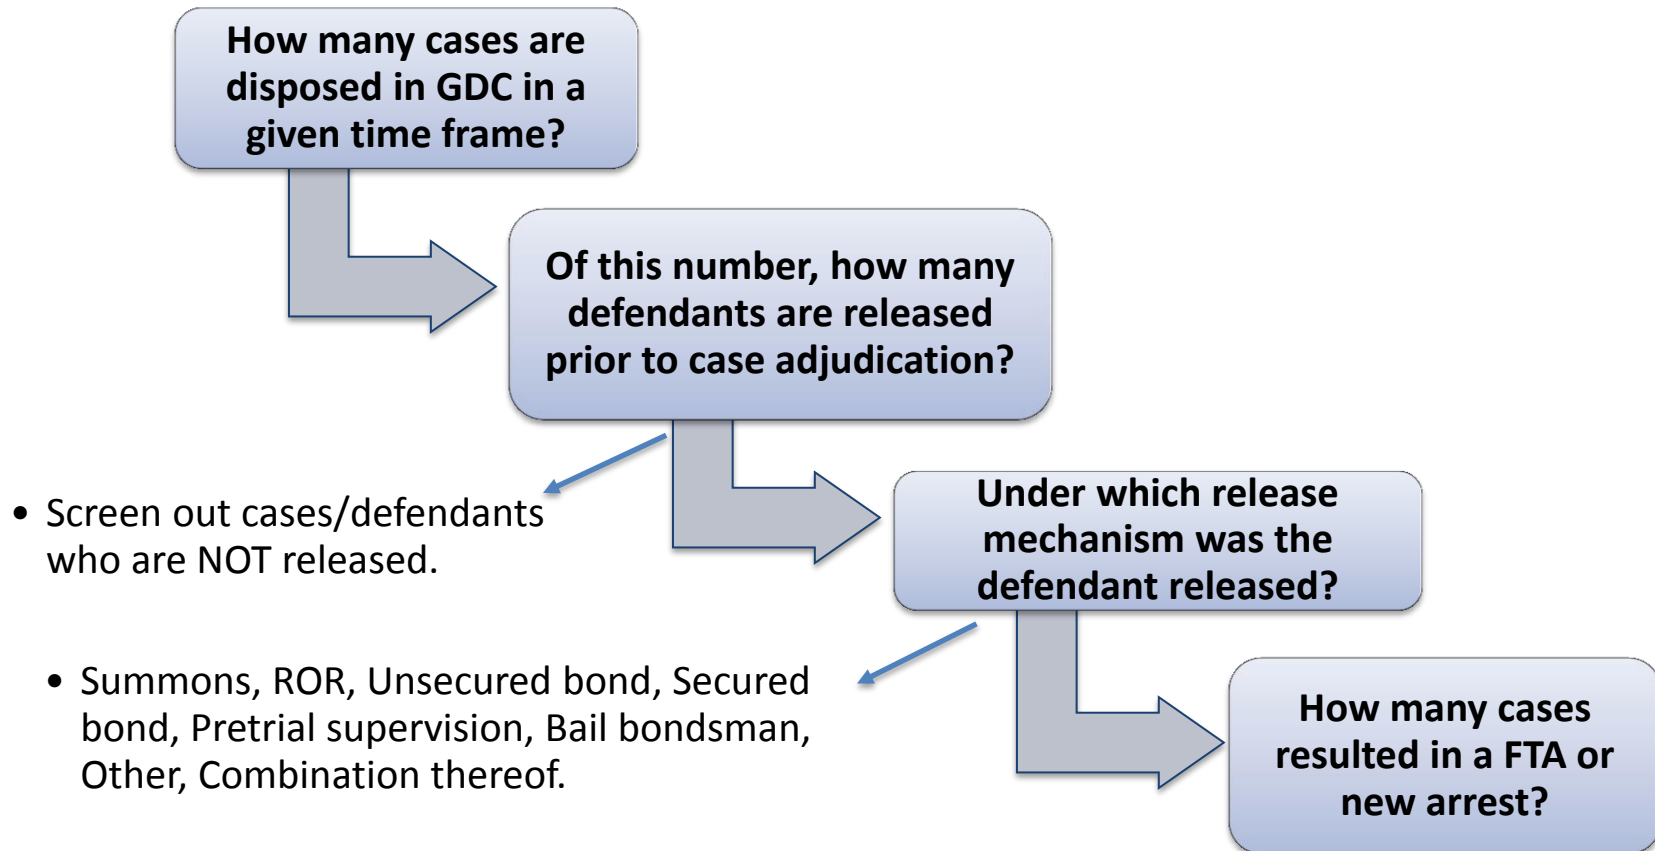 How many cases are
disposed in GDC in a
given time frame?
Of this number, how many
defendants are released
prior to case adjudication?
• Screen out cases/defendants
who are NOT released.
Under which release
mechanism was the
defendant released?
• Summons, ROR, Unsecured bond, Secured
bond, Pretrial supervision, Bail bondsman,
Other, Combination thereof.
How many cases
resulted in a FTA or
new arrest?